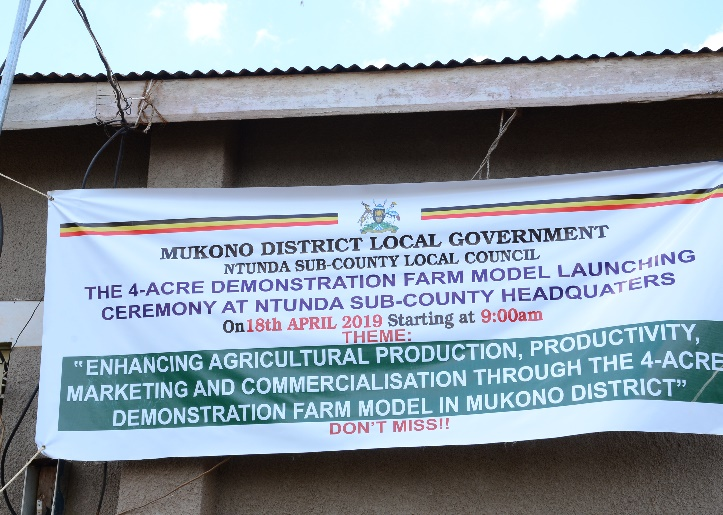 MUKONO DISTRICT LOCAL GOVERNMENT
NTUNDA SUB-COUNTY LOCAL COUNCIL
THE 4-ACRE DEMONSTRATION FARM MODEL LAUNCHING
CEREMONY AT NTUNDA SUB-COUNTY HEADQUATERS
On18th APRIL 2019 Starting at 9:00am
THEME:
"ENHANCING AGRICULTURAL PRODUCTION, PRODUCTIVITY,
MARKETING AND COMMERCIALISATION THROUGH THE 4-ACRE
DEMONSTRATION FARM MODEL IN MUKONO DISTRICT"
DON'T MISS!!